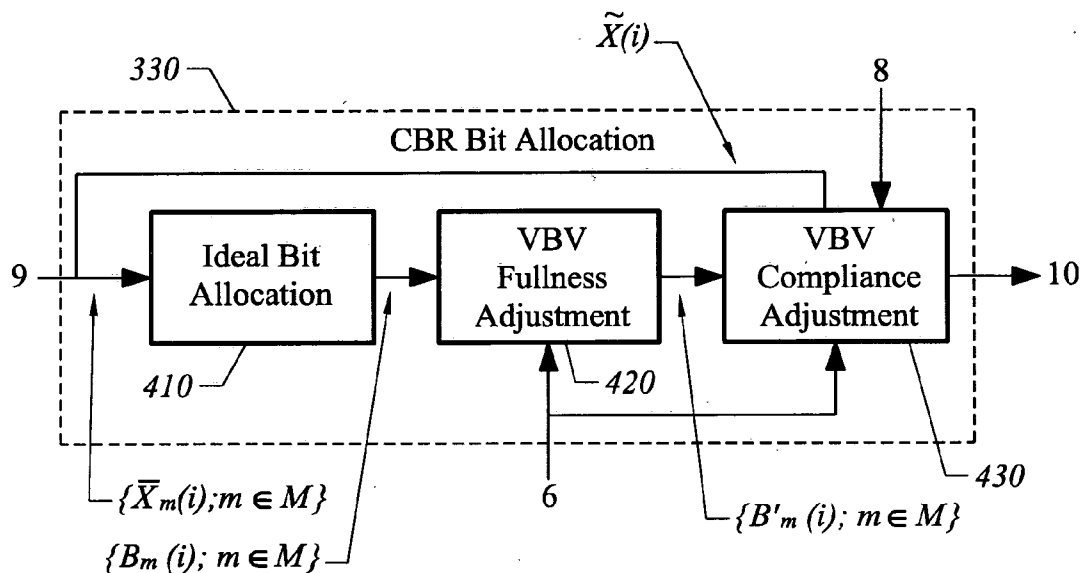 X̃(i)
330
8
CBR Bit Allocation
9
Ideal Bit
Allocation
VBV
Fullness
Adjustment
VBV
Compliance
Adjustment
10
410
420
430
6
{X̅m(i);m ∈ M}
{Bm (i); m ∈ M}
{B'm (i); m ∈ M}